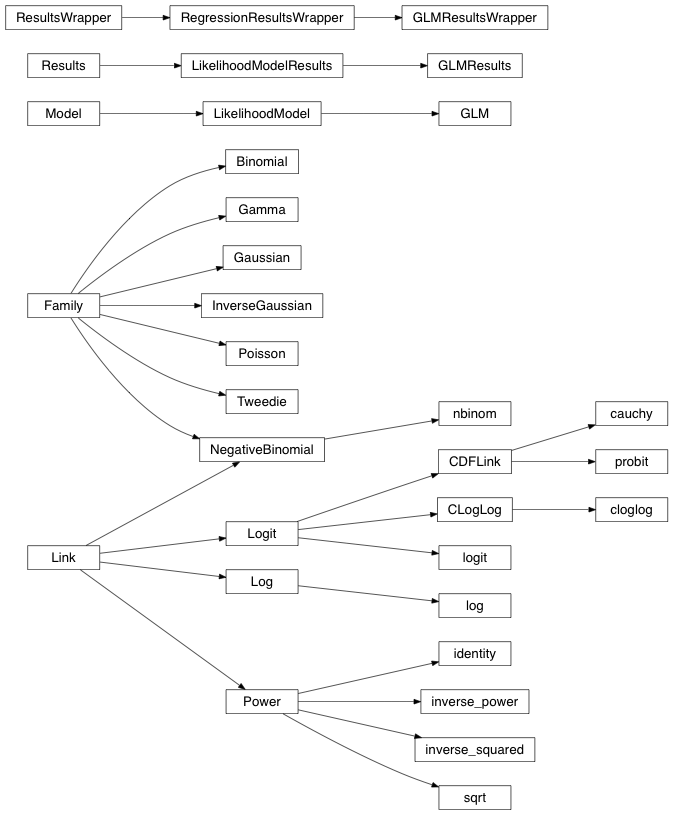 ResultsWrapper
RegressionResultsWrapper
GLMResultsWrapper
Results
LikelihoodModelResults
GLMResults
Model
LikelihoodModel
GLM
Binomial
Gamma
Gaussian
Family
InverseGaussian
Poisson
Tweedie
nbinom
cauchy
NegativeBinomial
CDFLink
probit
CLogLog
cloglog
Logit
Link
logit
Log
log
identity
Power
inverse_power
inverse_squared
sqrt